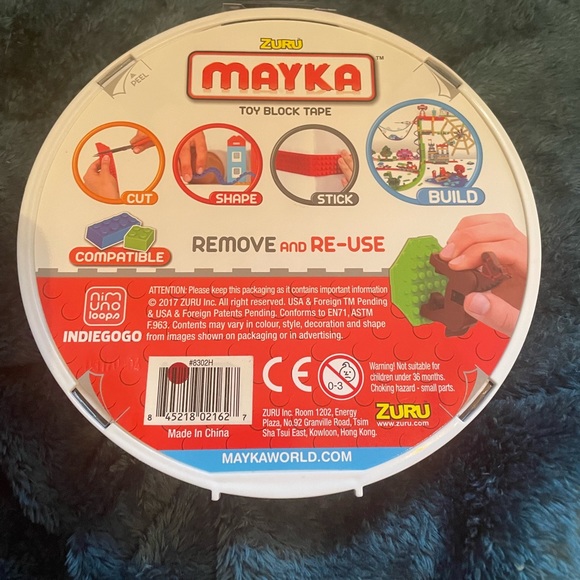 PEEL
ZURU
MAYKA™
TOY BLOCK TAPE
CUT
SHAPE
STICK
BUILD
COMPATIBLE
REMOVE AND RE-USE
nim
uno
loops
INDIEGOGO
ATTENTION: Please keep this packaging as it contains important information
© 2017 ZURU Inc. All right reserved. USA & Foreign TM Pending
& USA & Foreign Patents Pending. Conforms to EN71, ASTM
F.963. Contents may vary in colour, style, decoration and shape
from images shown on packaging or in advertising.
#8302H
8 45218 02162 7
Made In China
CE
0-3
ZURU Inc. Room 1202, Energy
Plaza, No.92 Granville Road, Tsim
Sha Tsui East, Kowloon, Hong Kong.
Warning! Not suitable for
children under 36 months.
Choking hazard - small parts.
ZURU
www.zuru.com
MAYKAWORLD.COM